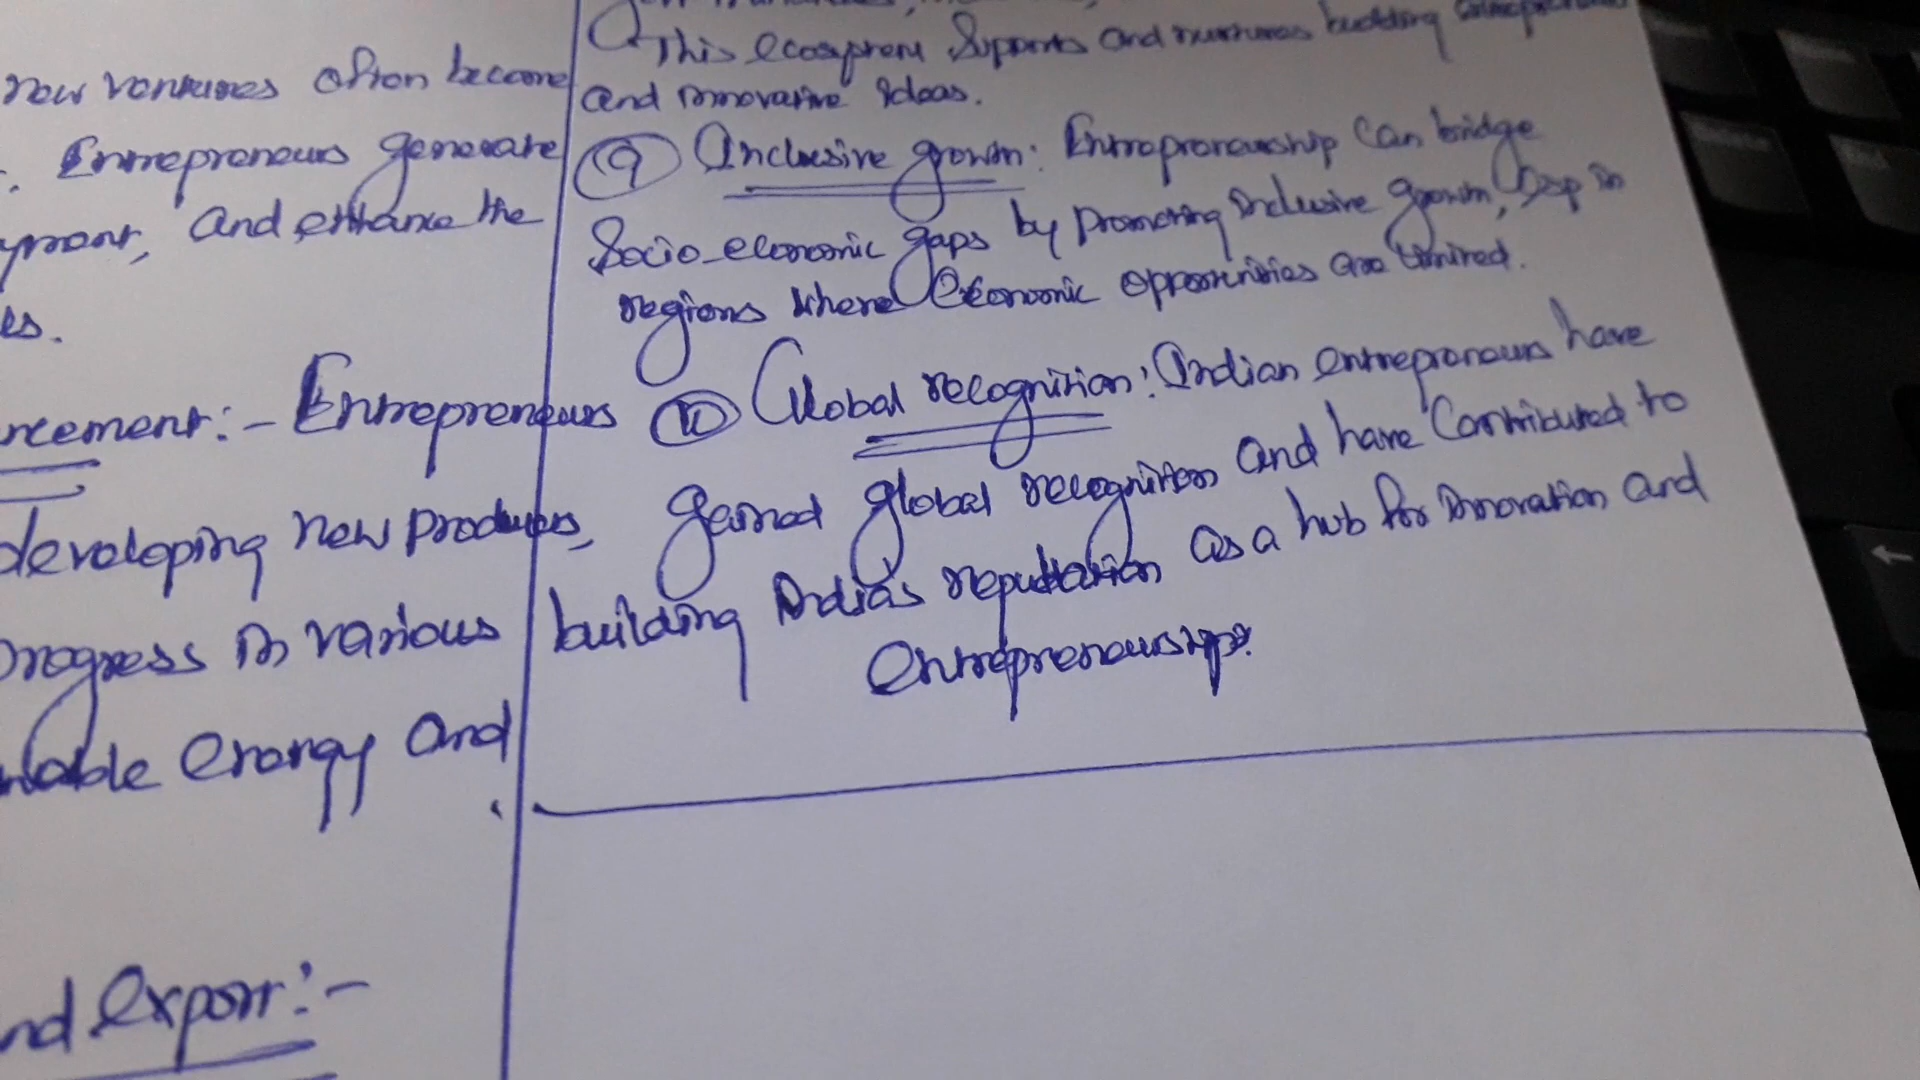 new ventures often become
Entrepreneurs generate
and enhance the
es.
ncement:- Entrepreneurs
developing new products,
progress in various
energy and
nd export:-
This ecosystem supports and nurtures budding
and innovative ideas.
9 Inclusive growth: Entrepreneurship can bridge
Socio-economic gaps by promoting inclusive growth, in
regions where economic opportunities are limited.
10 Global recognition: Indian entrepreneurs have
gained global recognition and have contributed to
building India's reputation as a hub for innovation and
entrepreneurship.